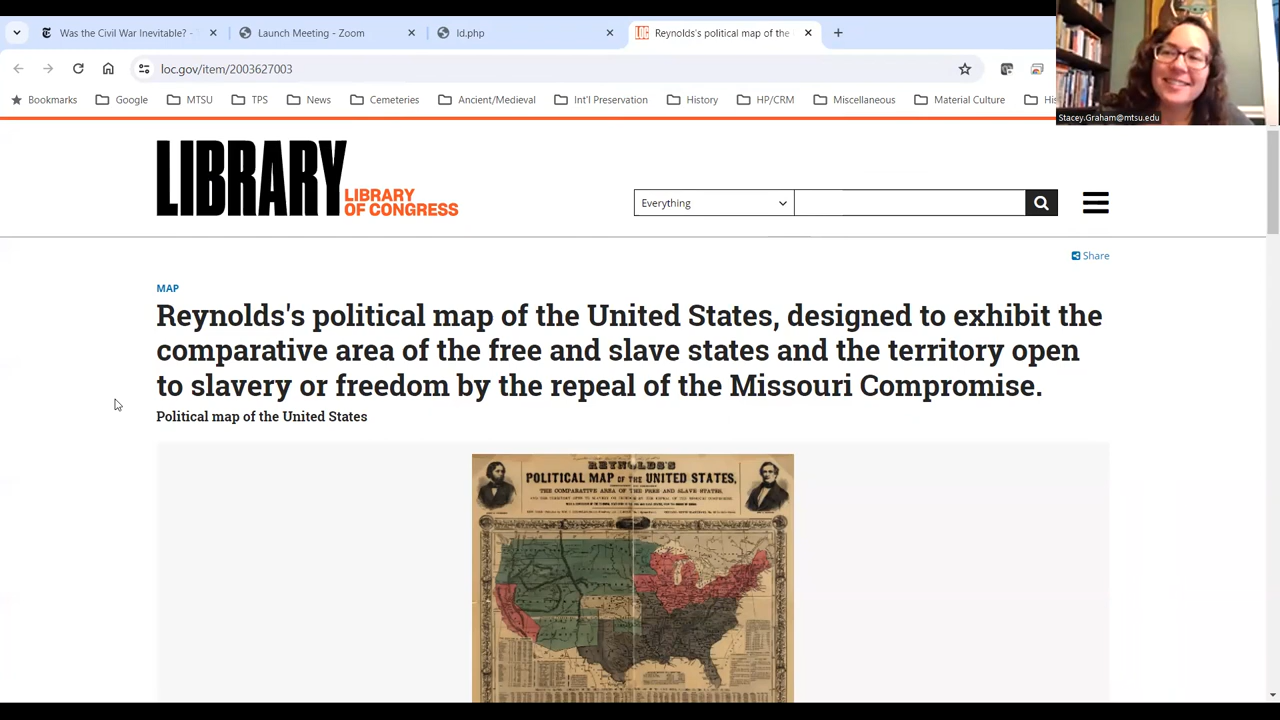 Was the Civil War Inevitable? -
Launch Meeting - Zoom
ld.php
Reynolds's political map of the
loc.gov/item/2003627003
Bookmarks
Google
MTSU
TPS
News
Cemeteries
Ancient/Medieval
Int'l Preservation
History
HP/CRM
Miscellaneous
Material Culture
His
Stacey.Graham@mtsu.edu
LIBRARY
LIBRARY
OF CONGRESS
Everything
Share
MAP
Reynolds's political map of the United States, designed to exhibit the
comparative area of the free and slave states and the territory open
to slavery or freedom by the repeal of the Missouri Compromise.
Political map of the United States
REYNOLDS'S
POLITICAL MAP OF THE UNITED STATES,
THE COMPARATIVE AREA OF THE FREE AND SLAVE STATES,